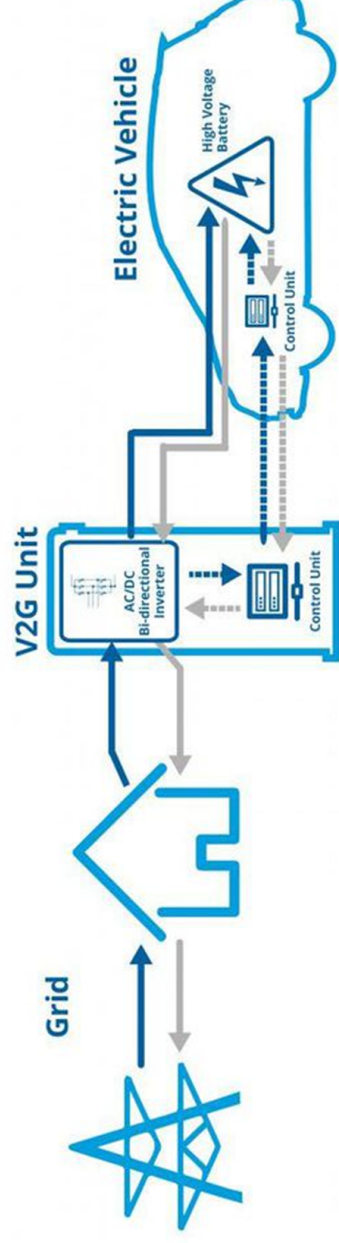 Grid
V2G Unit
AC/DC
Bi-directional
Inverter
Control Unit
Electric Vehicle
High Voltage
Battery
Control Unit